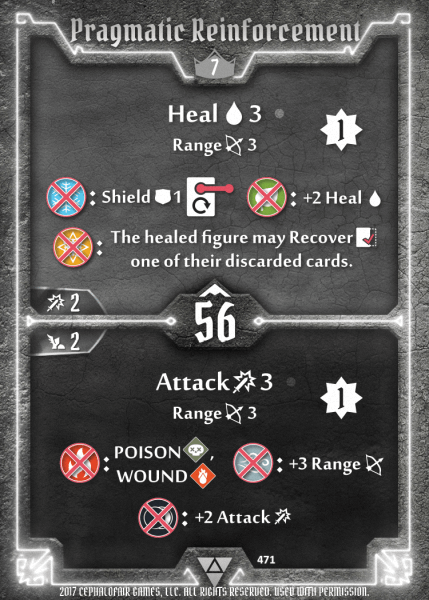 Pragmatic Reinforcement
7
Heal 3
Range 3
1
: Shield 1 : +2 Heal
: The healed figure may Recover
one of their discarded cards.
2
56
2
Attack 3
Range 3
1
: POISON ,
WOUND : +3 Range
: +2 Attack
471
2017 CEPHALOFAIR GAMES, LLC. ALL RIGHTS RESERVED. USED WITH PERMISSION.